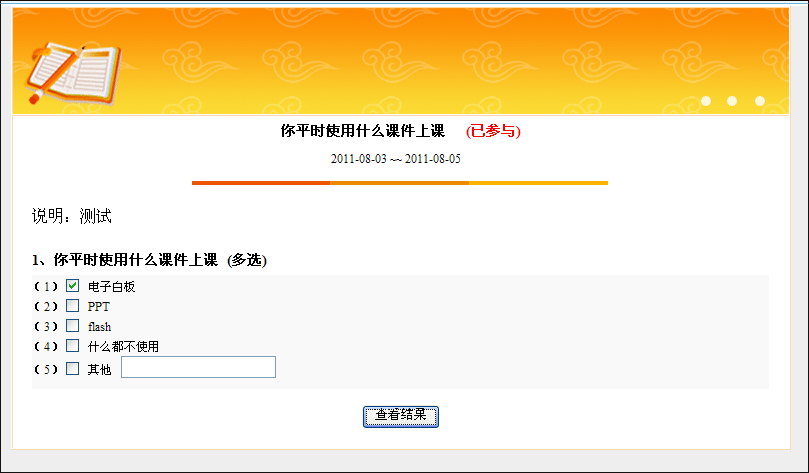 你平时使用什么课件上课 (已参与)
2011-08-03 ~~ 2011-08-05
说明：测试
1、你平时使用什么课件上课 (多选)
( 1 ) 电子白板
( 2 ) PPT
( 3 ) flash
( 4 ) 什么都不使用
( 5 ) 其他
查看结果